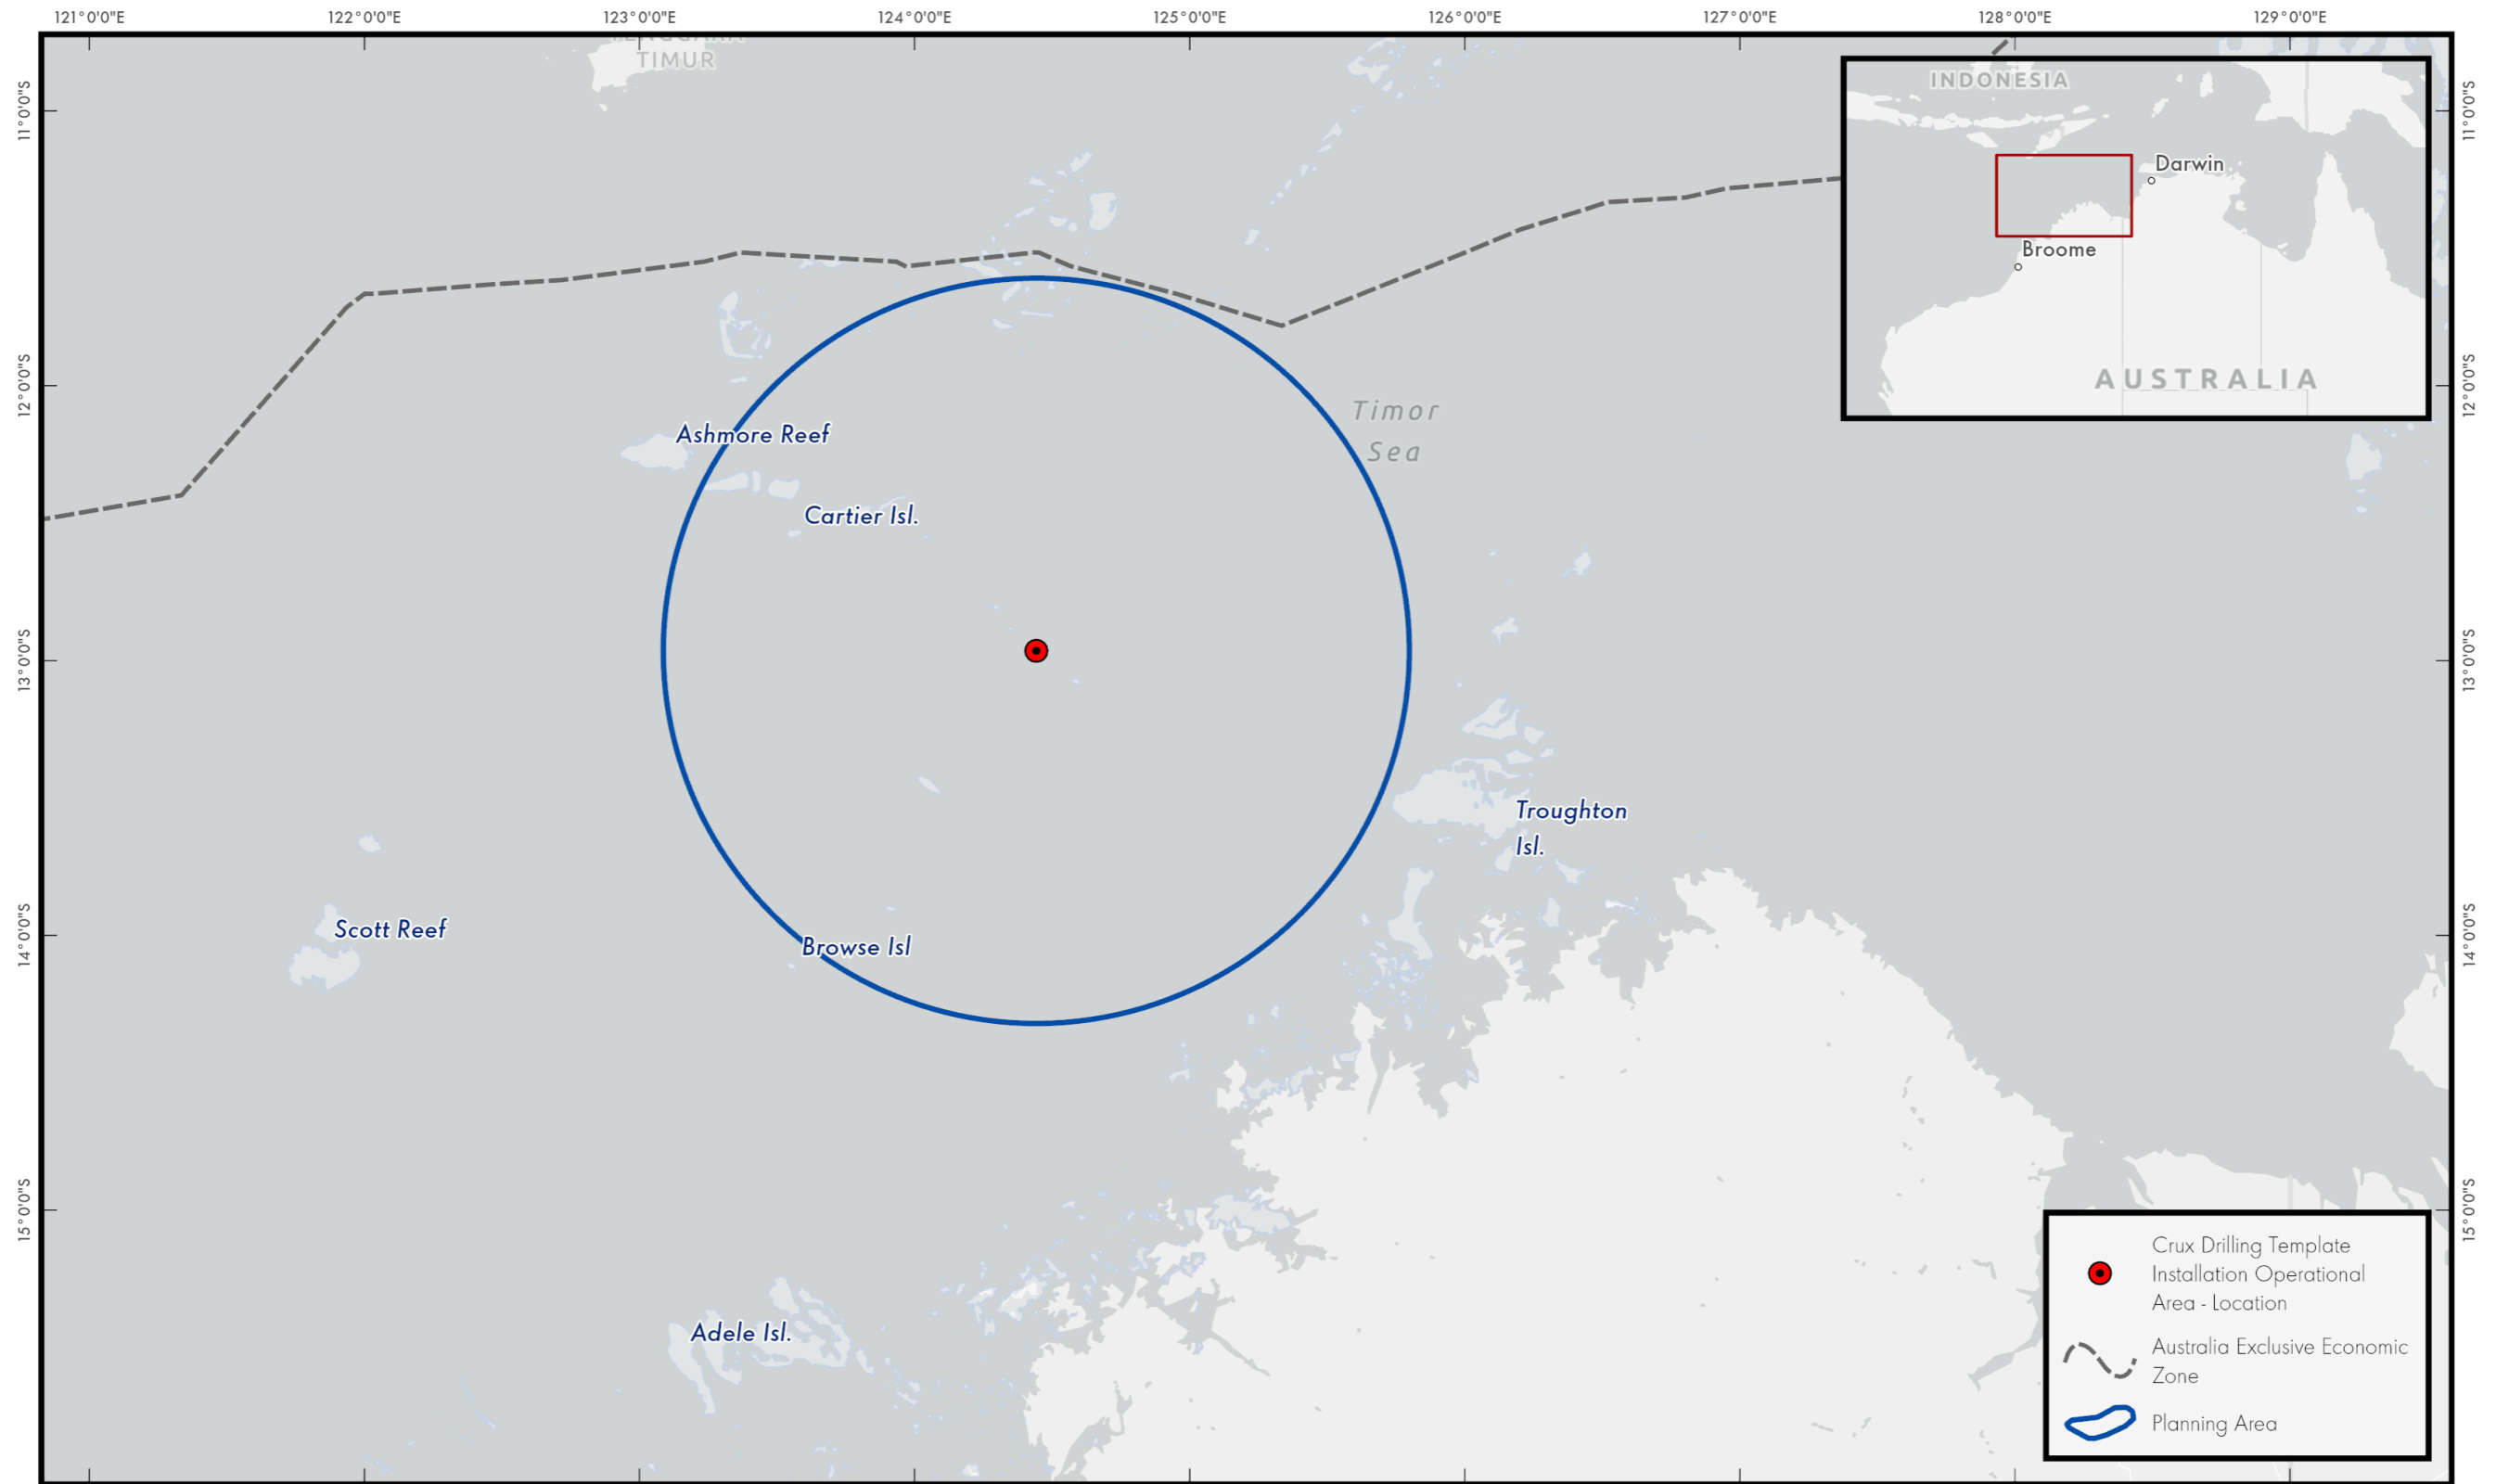 121°0'0"E 122°0'0"E 123°0'0"E 124°0'0"E 125°0'0"E 126°0'0"E 127°0'0"E 128°0'0"E 129°0'0"E
TIMUR
INDONESIA
11°0'0"S
11°0'0"S
Darwin
Broome
AUSTRALIA
12°0'0"S
12°0'0"S
Timor
Sea
Ashmore Reef
Cartier Isl.
13°0'0"S
13°0'0"S
Troughton
Isl.
Scott Reef
Browse Isl
14°0'0"S
14°0'0"S
15°0'0"S
15°0'0"S
Adele Isl.
Crux Drilling Template
Installation Operational
Area - Location
Australia Exclusive Economic
Zone
Planning Area